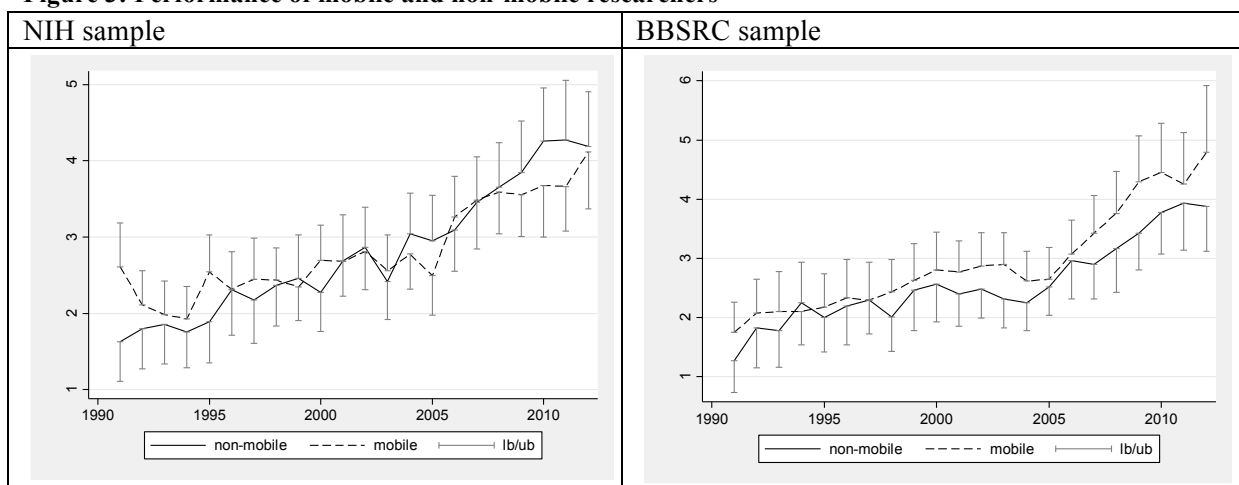 Figure 3: Performance of mobile and non-mobile researchers
NIH sample
5
4
3
2
1
1990 1995 2000 2005 2010
non-mobile mobile lb/ub
BBSRC sample
6
5
4
3
2
1
1990 1995 2000 2005 2010
non-mobile mobile lb/ub